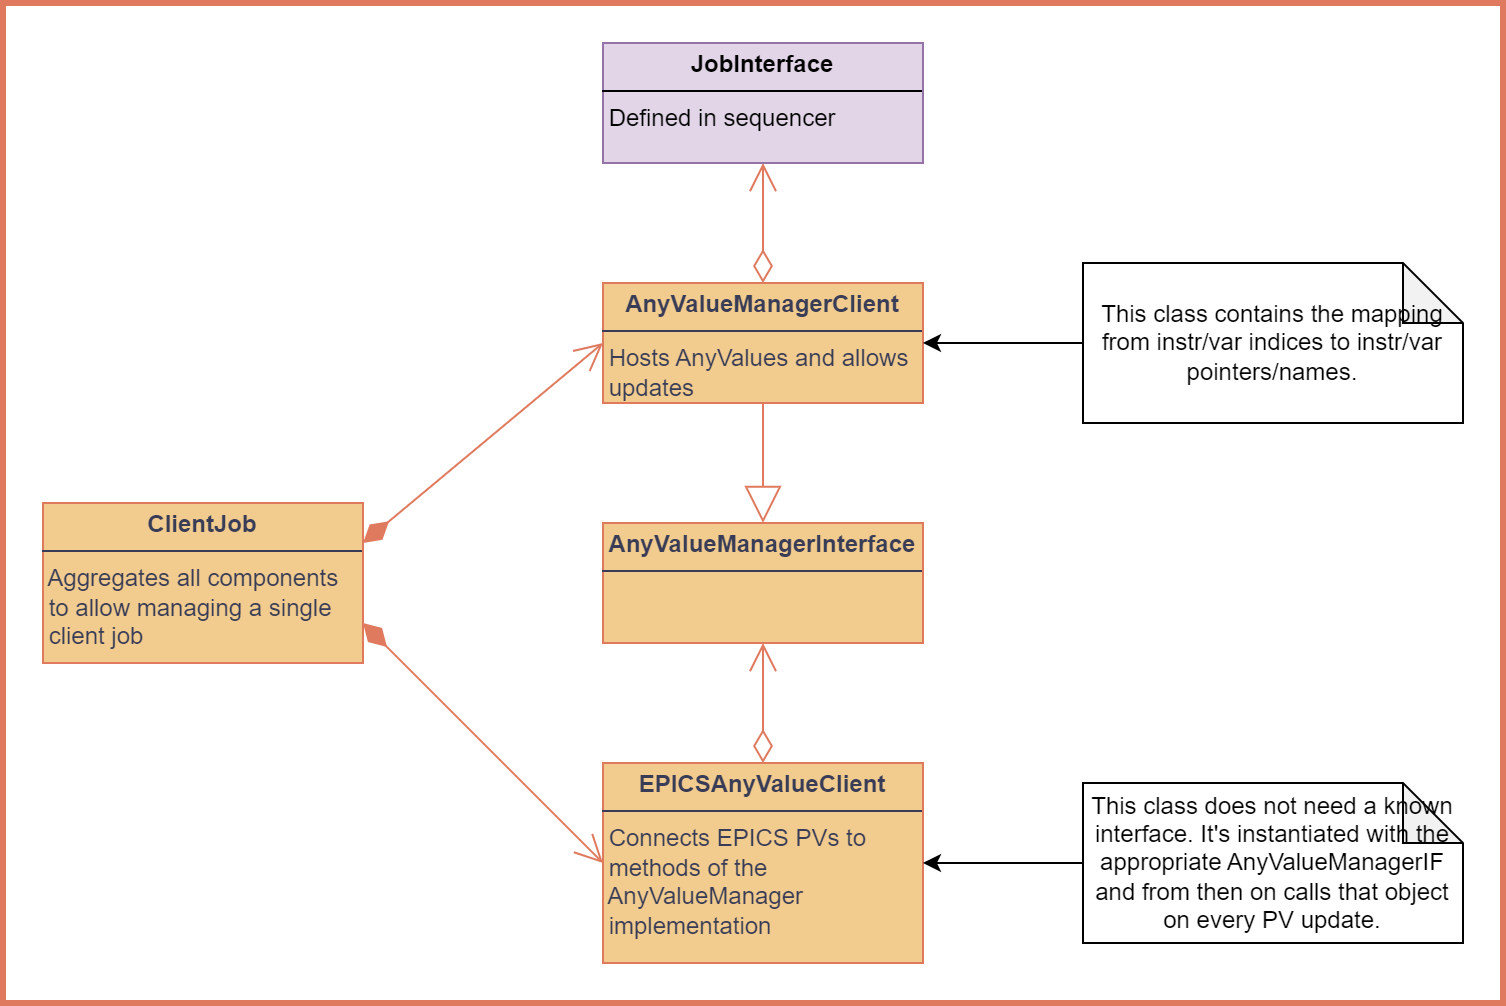 JobInterface
Defined in sequencer
AnyValueManagerClient
Hosts AnyValues and allows
updates
This class contains the mapping
from instr/var indices to instr/var
pointers/names.
ClientJob
Aggregates all components
to allow managing a single
client job
AnyValueManagerInterface
EPICSAnyValueClient
Connects EPICS PVs to
methods of the
AnyValueManager
implementation
This class does not need a known
interface. It's instantiated with the
appropriate AnyValueManagerIF
and from then on calls that object
on every PV update.